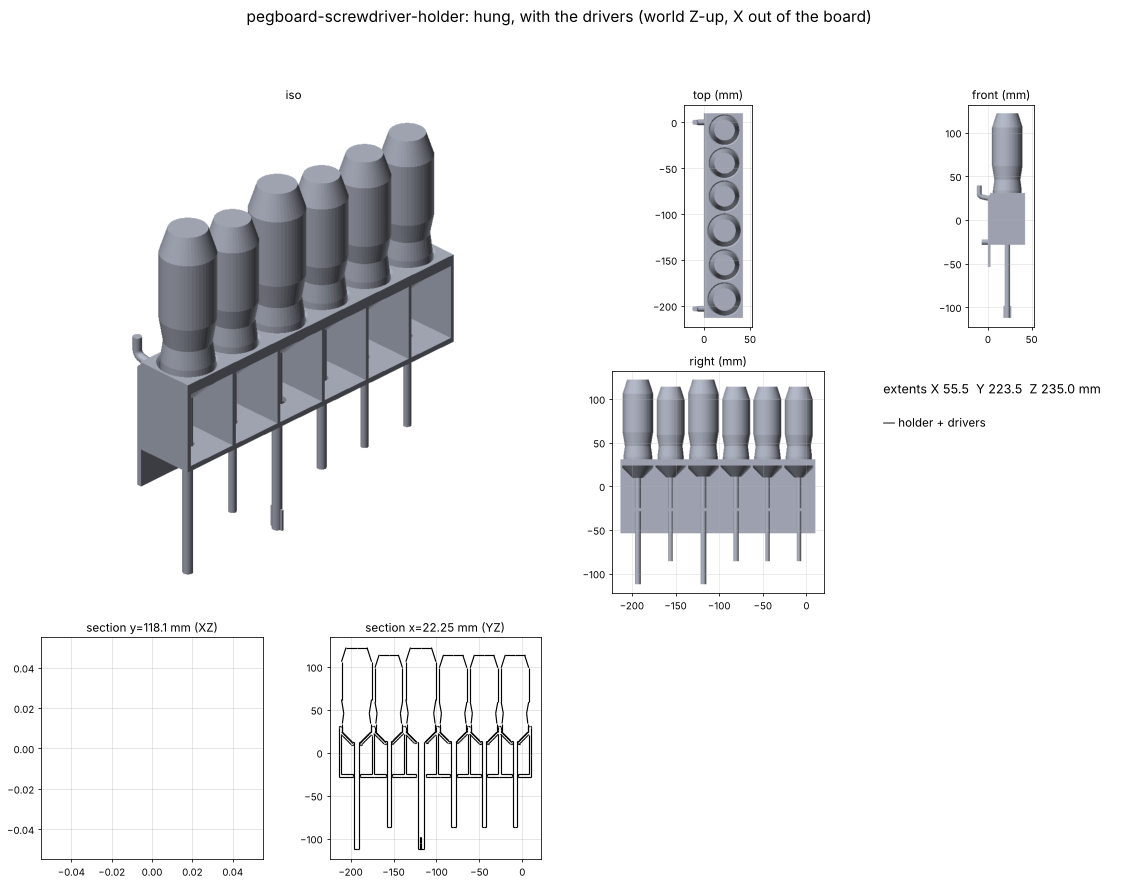 pegboard-screwdriver-holder: hung, with the drivers (world Z-up, X out of the board)
iso
top (mm)
0
−50
−100
−150
−200
0 50
front (mm)
100
50
0
−50
−100
0 50
right (mm)
100
50
0
−50
−100
−200 −150 −100 −50 0
extents X 55.5 Y 223.5 Z 235.0 mm
— holder + drivers
section y=118.1 mm (XZ)
0.04
0.02
0.00
−0.02
−0.04
−0.04 −0.02 0.00 0.02 0.04
section x=22.25 mm (YZ)
100
50
0
−50
−100
−200 −150 −100 −50 0